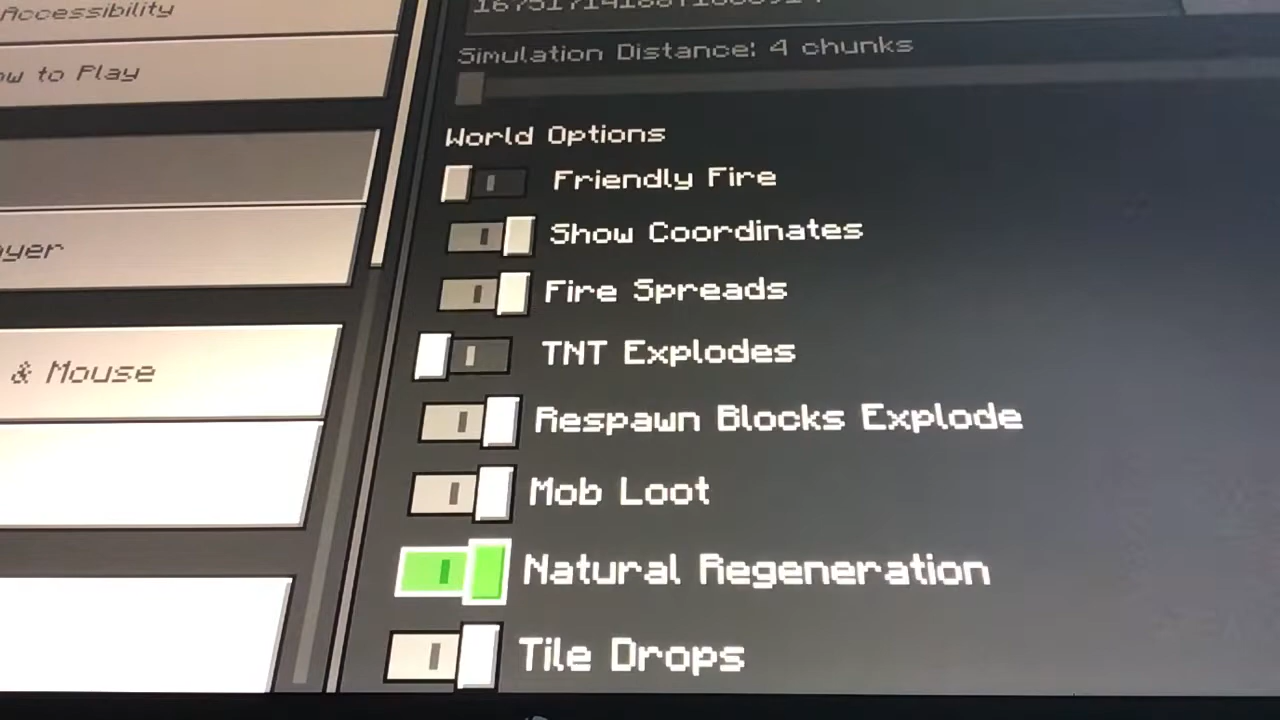 Accessibility
ow to Play
yer
& Mouse
Simulation Distance: 4 chunks
World Options
Friendly Fire
Show Coordinates
Fire Spreads
TNT Explodes
Respawn Blocks Explode
Mob Loot
Natural Regeneration
Tile Drops